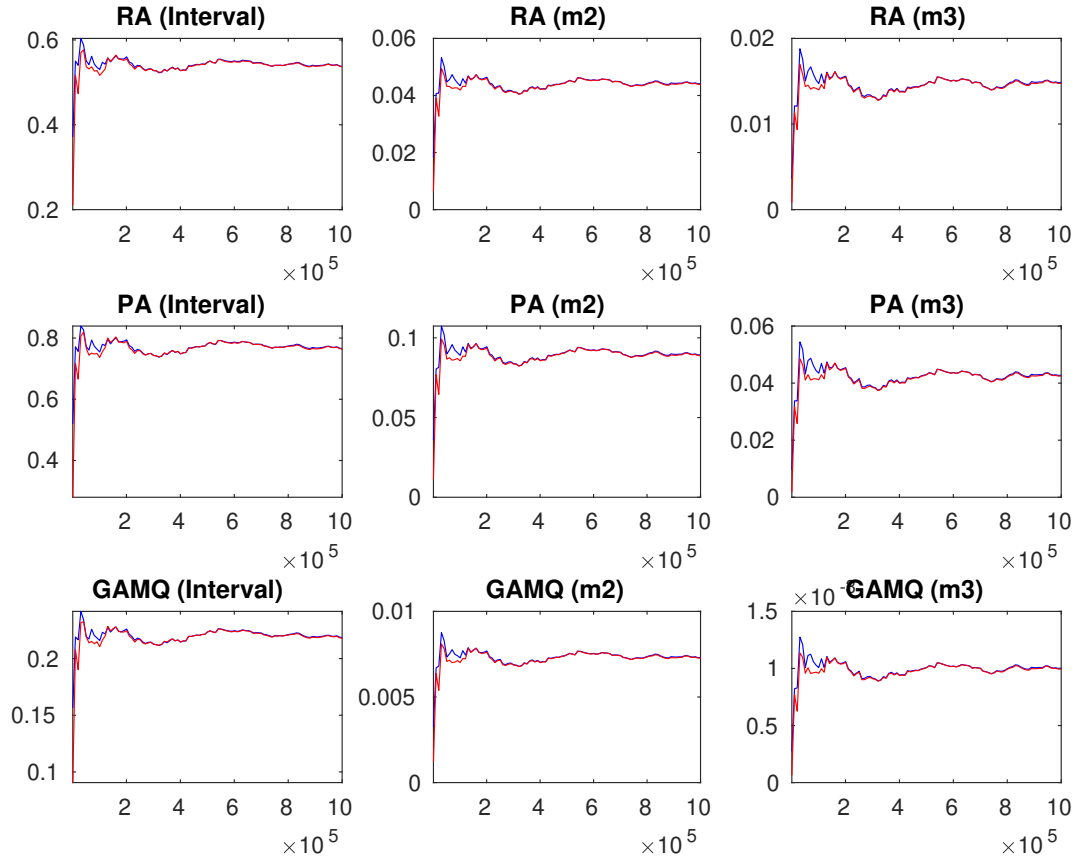 RA (Interval)
0.6
0.4
0.2
2 4 6 8 10
×10^5
RA (m2)
0.06
0.04
0.02
0
2 4 6 8 10
×10^5
RA (m3)
0.02
0.01
0
2 4 6 8 10
×10^5
PA (Interval)
0.8
0.6
0.4
2 4 6 8 10
×10^5
PA (m2)
0.1
0.05
0
2 4 6 8 10
×10^5
PA (m3)
0.06
0.04
0.02
0
2 4 6 8 10
×10^5
GAMQ (Interval)
0.2
0.15
0.1
2 4 6 8 10
×10^5
GAMQ (m2)
0.01
0.005
0
2 4 6 8 10
×10^5
GAMQ (m3)
×10^-3
1.5
1
0.5
0
2 4 6 8 10
×10^5